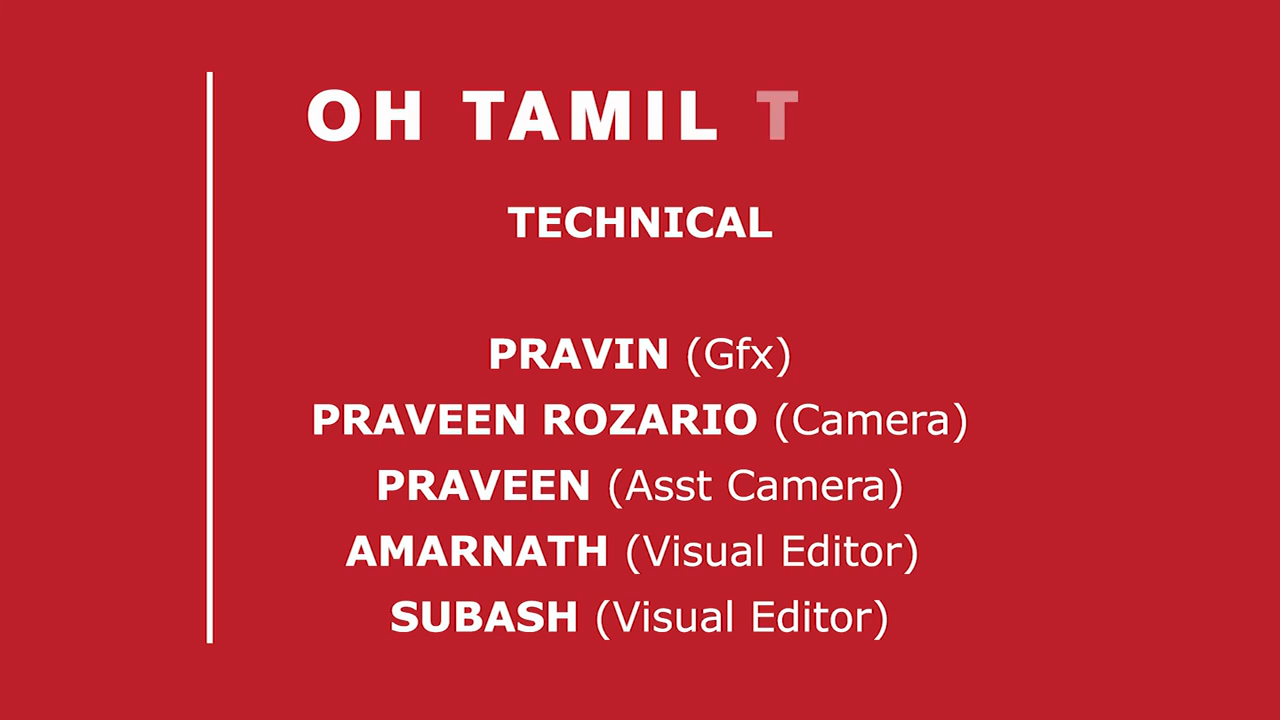 OH TAMIL T
TECHNICAL
PRAVIN (Gfx)
PRAVEEN ROZARIO (Camera)
PRAVEEN (Asst Camera)
AMARNATH (Visual Editor)
SUBASH (Visual Editor)